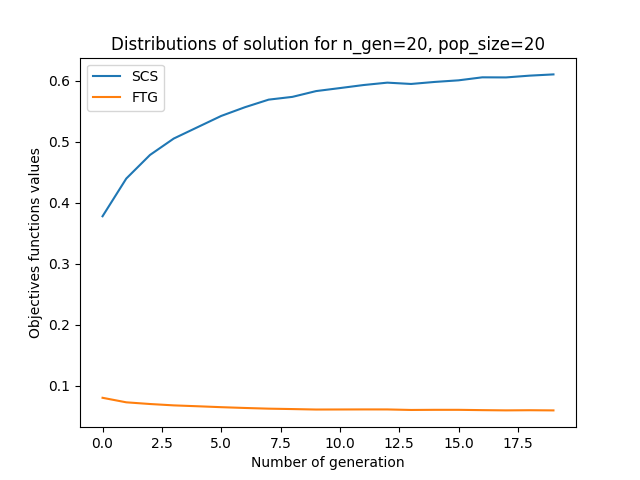 Distributions of solution for n_gen=20, pop_size=20
SCS
FTG
Objectives functions values
0.6
0.5
0.4
0.3
0.2
0.1
0.0 2.5 5.0 7.5 10.0 12.5 15.0 17.5
Number of generation